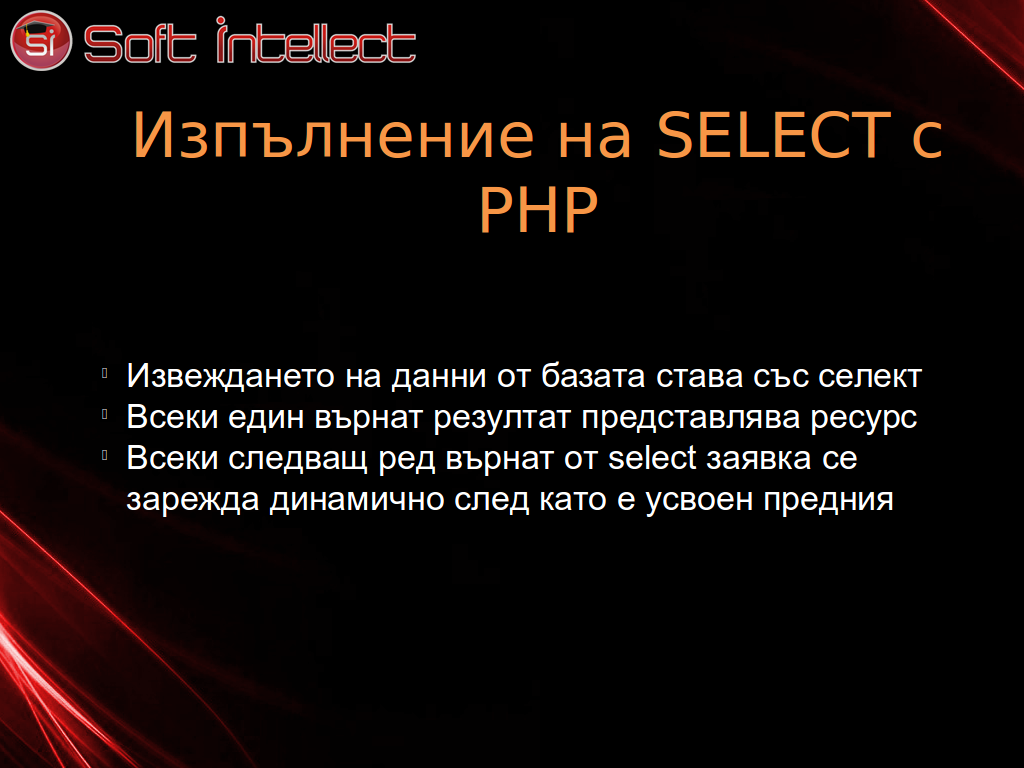 Si Soft Intellect
Изпълнение на SELECT с
PHP
Извеждането на данни от базата става със селект
Всеки един върнат резултат представлява ресурс
Всеки следващ ред върнат от select заявка се
зарежда динамично след като е усвоен предния